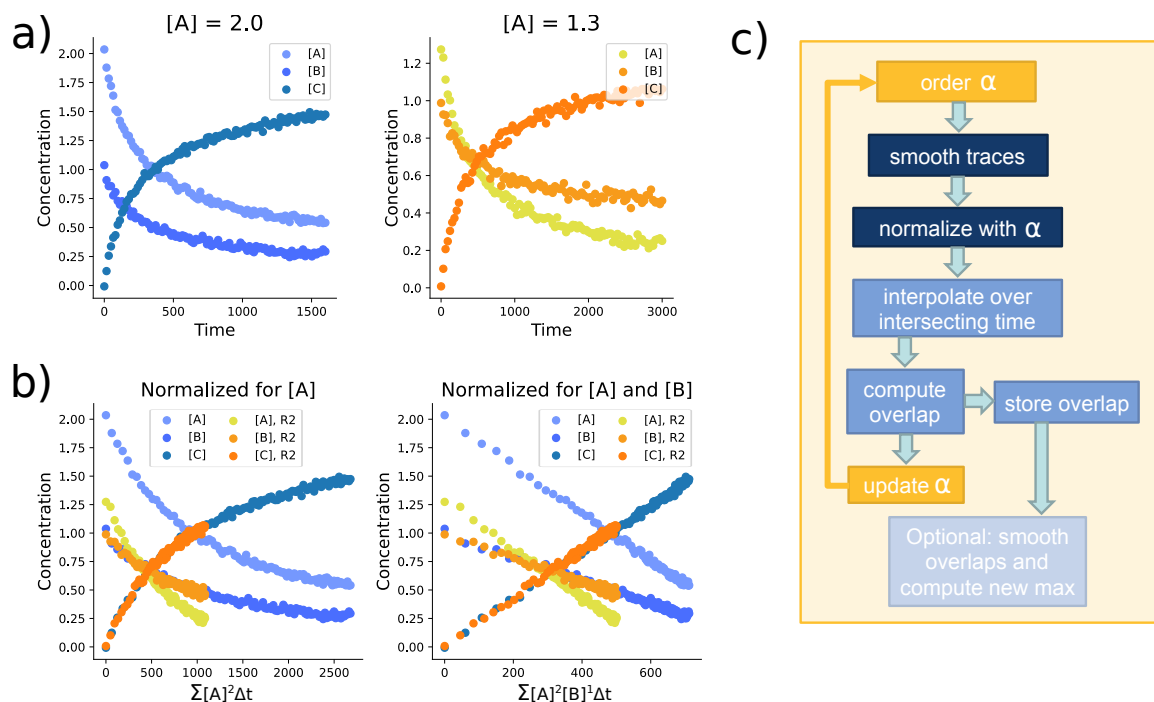 a)
[A] = 2.0
[A]
[B]
[C]
Concentration
2.00
1.75
1.50
1.25
1.00
0.75
0.50
0.25
0.00
0 500 1000 1500
Time
[A] = 1.3
[A]
[B]
[C]
Concentration
1.2
1.0
0.8
0.6
0.4
0.2
0.0
0 1000 2000 3000
Time
b)
Normalized for [A]
[A] [A], R2
[B] [B], R2
[C] [C], R2
Concentration
2.00
1.75
1.50
1.25
1.00
0.75
0.50
0.25
0.00
0 500 1000 1500 2000 2500
Σ[A]²Δt
Normalized for [A] and [B]
[A] [A], R2
[B] [B], R2
[C] [C], R2
Concentration
2.00
1.75
1.50
1.25
1.00
0.75
0.50
0.25
0.00
0 200 400 600
Σ[A]²[B]¹Δt
c)
order α
smooth traces
normalize with α
interpolate over
intersecting time
compute
overlap
store overlap
update α
Optional: smooth
overlaps and
compute new max